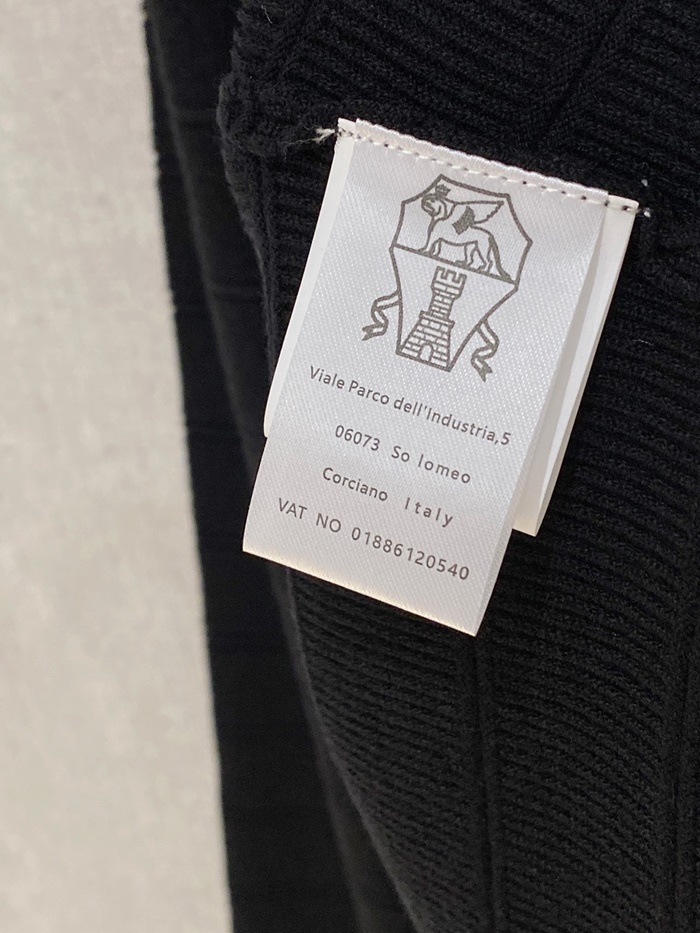 Viale Parco dell'Industria,5
06073 So lomeo
Corciano Italy
VAT NO 01886120540